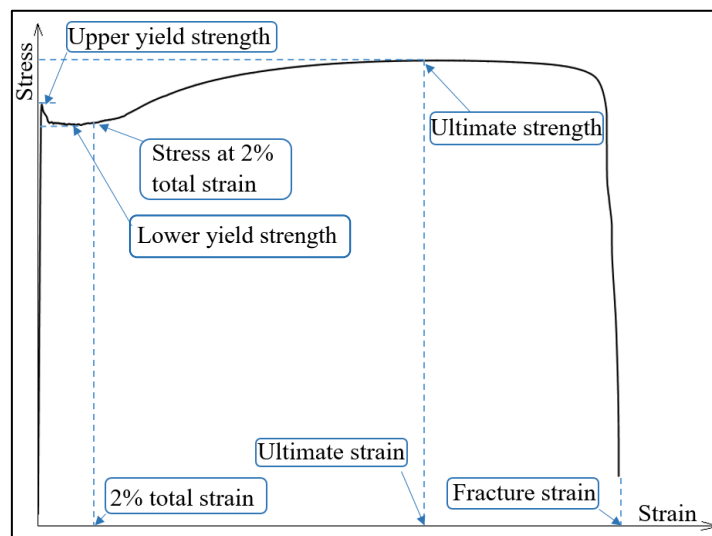 Stress
Upper yield strength
Ultimate strength
Stress at 2%
total strain
Lower yield strength
Ultimate strain
2% total strain
Fracture strain
Strain